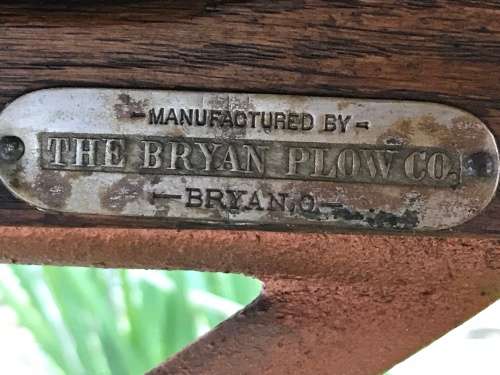 MANUFACTURED BY
THE BRYAN PLOW CO.
BRYAN, O.